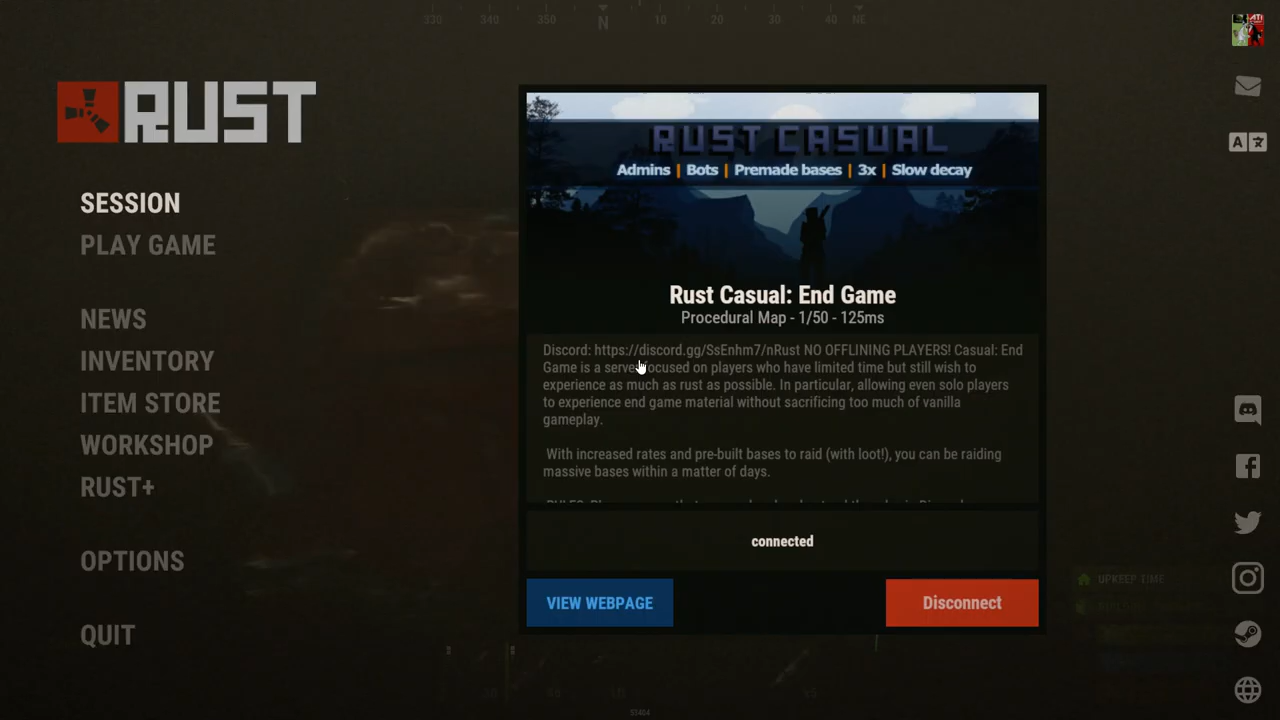 330 340 350 N 10 20 30 40 NE
RUST
SESSION
PLAY GAME
NEWS
INVENTORY
ITEM STORE
WORKSHOP
RUST+
OPTIONS
QUIT
RUST CASUAL
Admins | Bots | Premade bases | 3x | Slow decay
Rust Casual: End Game
Procedural Map - 1/50 - 125ms
Discord: https://discord.gg/SsEnhm7/nRust NO OFFLINING PLAYERS! Casual: End
Game is a server focused on players who have limited time but still wish to
experience as much as rust as possible. In particular, allowing even solo players
to experience end game material without sacrificing too much of vanilla
gameplay.
With increased rates and pre-built bases to raid (with loot!), you can be raiding
massive bases within a matter of days.
connected
VIEW WEBPAGE
Disconnect
A
UPKEEP TIME